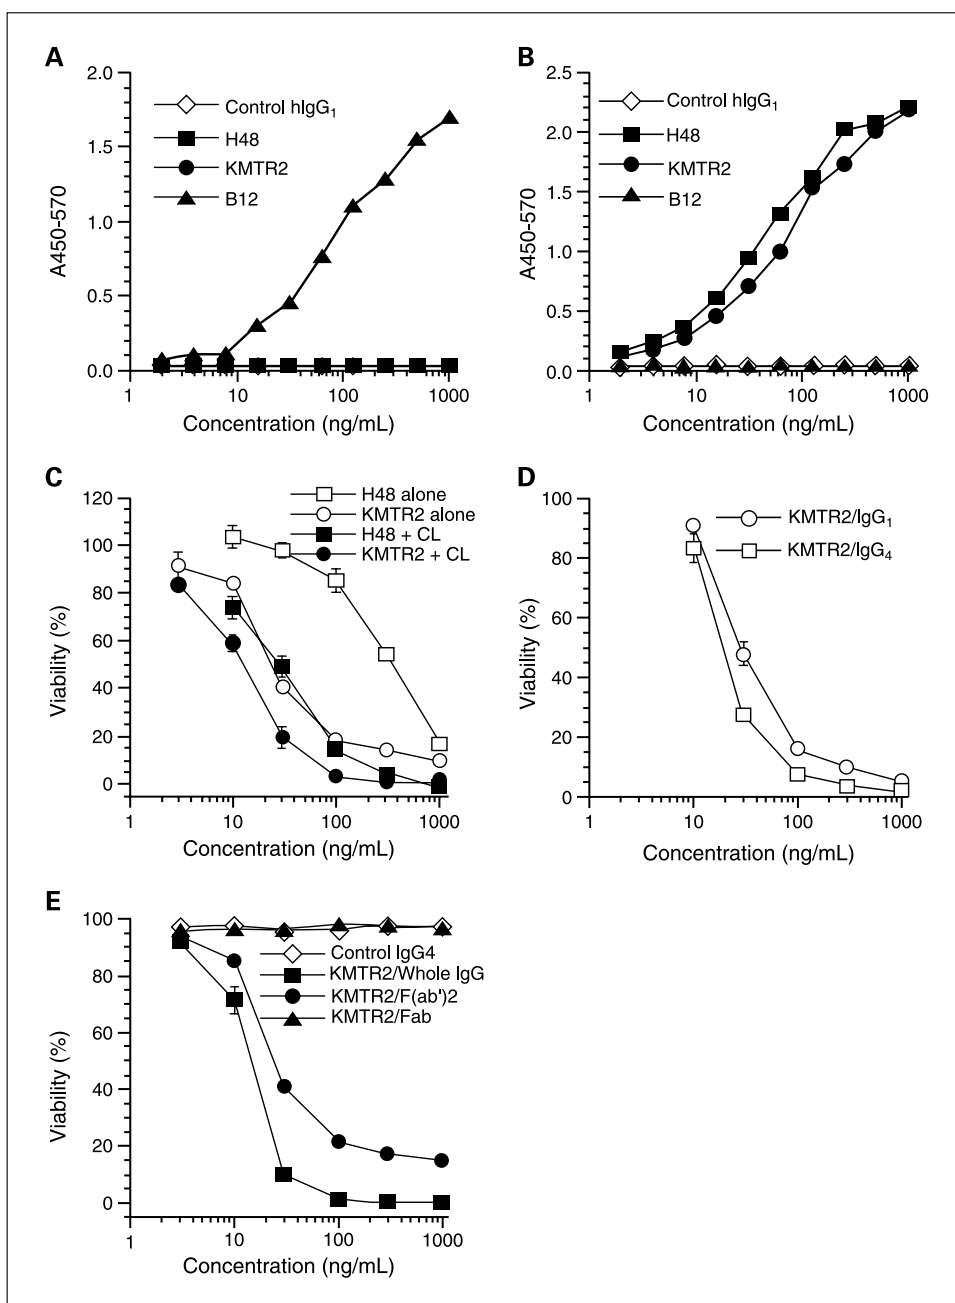 A
2.0
1.5
1.0
0.5
0.0
A450-570
Control hIgG1
H48
KMTR2
B12
1
10
100
1000
Concentration (ng/mL)
B
2.5
2.0
1.5
1.0
0.5
0.0
A450-570
Control hIgG1
H48
KMTR2
B12
1
10
100
1000
Concentration (ng/mL)
C
120
100
80
60
40
20
0
Viability (%)
H48 alone
KMTR2 alone
H48 + CL
KMTR2 + CL
1
10
100
1000
Concentration (ng/mL)
D
100
80
60
40
20
0
Viability (%)
KMTR2/IgG1
KMTR2/IgG4
1
10
100
1000
Concentration (ng/mL)
E
100
80
60
40
20
0
Viability (%)
Control IgG4
KMTR2/Whole IgG
KMTR2/F(ab')2
KMTR2/Fab
1
10
100
1000
Concentration (ng/mL)